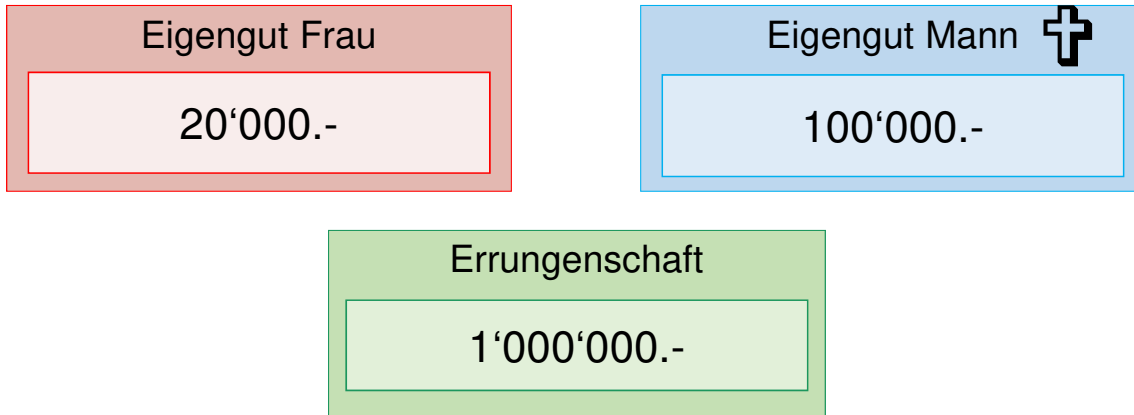 Eigengut Frau
20‘000.-
Eigengut Mann
100‘000.-
Errungenschaft
1‘000‘000.-